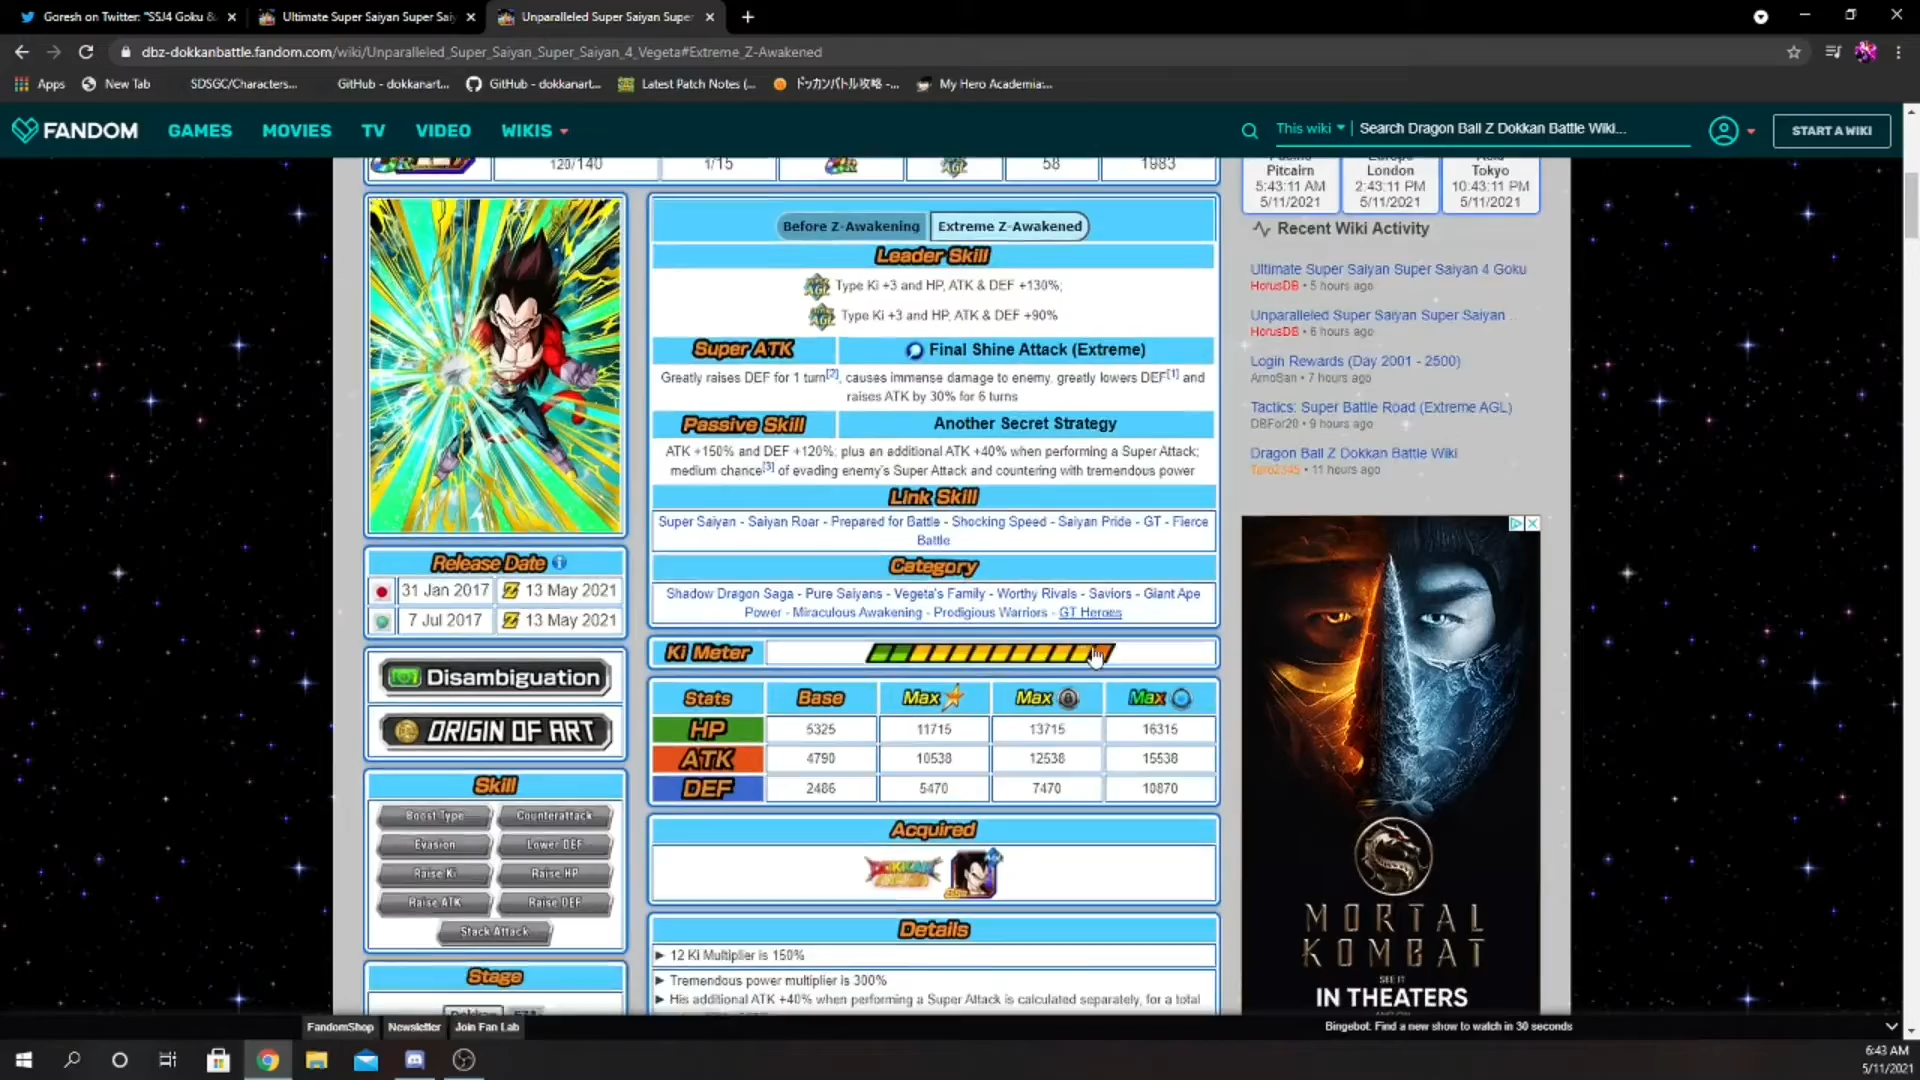 Goresh on Twitter: "SSJ4 Goku &
Ultimate Super Saiyan Super Sai
Unparalleled Super Saiyan Super
dbz-dokkanbattle.fandom.com/wiki/Unparalleled_Super_Saiyan_Super_Saiyan_4_Vegeta#Extreme_Z-Awakened
Apps
New Tab
SDSGC/Characters...
GitHub - dokkanart...
GitHub - dokkanart...
Latest Patch Notes (...
ドッカンバトル攻略 -...
My Hero Academia:...
FANDOM
GAMES
MOVIES
TV
VIDEO
WIKIS
This wiki
Search Dragon Ball Z Dokkan Battle Wiki...
START A WIKI
120/140
1/15
58
1983
Before Z-Awakening
Extreme Z-Awakened
Leader Skill
Type Ki +3 and HP, ATK & DEF +130%;
Type Ki +3 and HP, ATK & DEF +90%
Super ATK
Final Shine Attack (Extreme)
Greatly raises DEF for 1 turn[2], causes immense damage to enemy, greatly lowers DEF[1] and
raises ATK by 30% for 6 turns
Passive Skill
Another Secret Strategy
ATK +150% and DEF +120%; plus an additional ATK +40% when performing a Super Attack;
medium chance[3] of evading enemy's Super Attack and countering with tremendous power
Link Skill
Super Saiyan - Saiyan Roar - Prepared for Battle - Shocking Speed - Saiyan Pride - GT - Fierce
Battle
Category
Shadow Dragon Saga - Pure Saiyans - Vegeta's Family - Worthy Rivals - Saviors - Giant Ape
Power - Miraculous Awakening - Prodigious Warriors - GT Heroes
Ki Meter
Stats
Base
Max
Max
Max
HP
5325
11715
13715
16315
ATK
4790
10538
12538
15538
DEF
2486
5470
7470
10870
Acquired
Details
► 12 Ki Multiplier is 150%
► Tremendous power multiplier is 300%
► His additional ATK +40% when performing a Super Attack is calculated separately, for a total
Release Date
31 Jan 2017
13 May 2021
7 Jul 2017
13 May 2021
Disambiguation
ORIGIN OF ART
Skill
Boost Type
Counterattack
Evasion
Lower DEF
Raise Ki
Raise HP
Raise ATK
Raise DEF
Stack Attack
Stage
Pitcairn
London
Tokyo
5:43:11 AM
2:43:11 PM
10:43:11 PM
5/11/2021
5/11/2021
5/11/2021
Recent Wiki Activity
Ultimate Super Saiyan Super Saiyan 4 Goku
HorusDB • 5 hours ago
Unparalleled Super Saiyan Super Saiyan ...
HorusDB • 6 hours ago
Login Rewards (Day 2001 - 2500)
ArnoSan • 7 hours ago
Tactics: Super Battle Road (Extreme AGL)
DBFor20 • 9 hours ago
Dragon Ball Z Dokkan Battle Wiki
11 hours ago
MORTAL
KOMBAT
SEE IT
IN THEATERS
FandomShop
Newsletter
Join Fan Lab
Bingebot. Find a new show to watch in 30 seconds
6:43 AM
5/11/2021